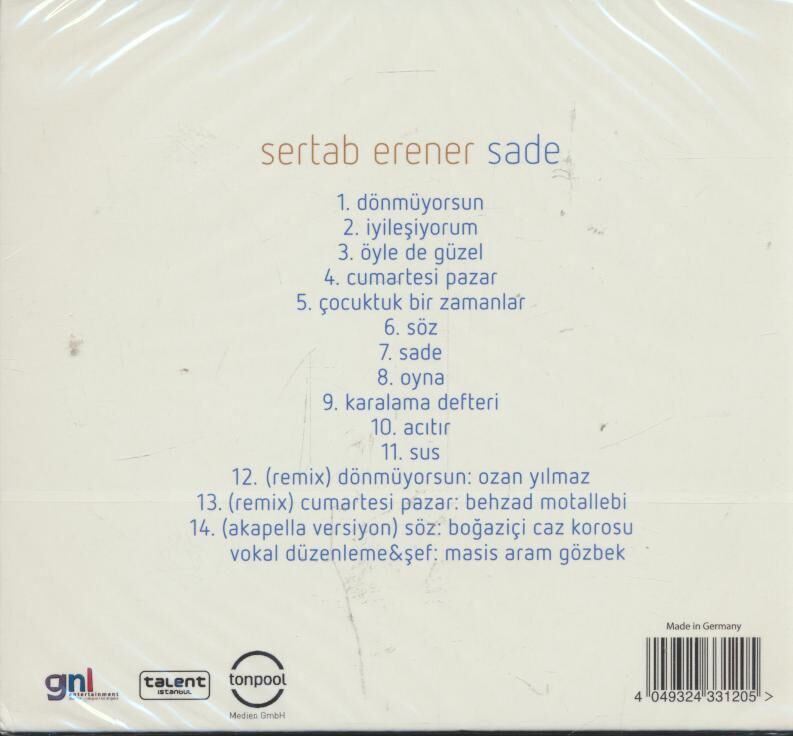 sertab erener sade
1. dönmüyorsun
2. iyileşiyorum
3. öyle de güzel
4. cumartesi pazar
5. çocuktuk bir zamanlar
6. söz
7. sade
8. oyna
9. karalama defteri
10. acıtır
11. sus
12. (remix) dönmüyorsun: ozan yılmaz
13. (remix) cumartesi pazar: behzad motallebi
14. (akapella versiyon) söz: boğaziçi caz korosu
vokal düzenleme&şef: masis aram gözbek
Made in Germany
gnl
entertainment
talent
istanbul
tonpool
Medien GmbH
4 049324 331205 >